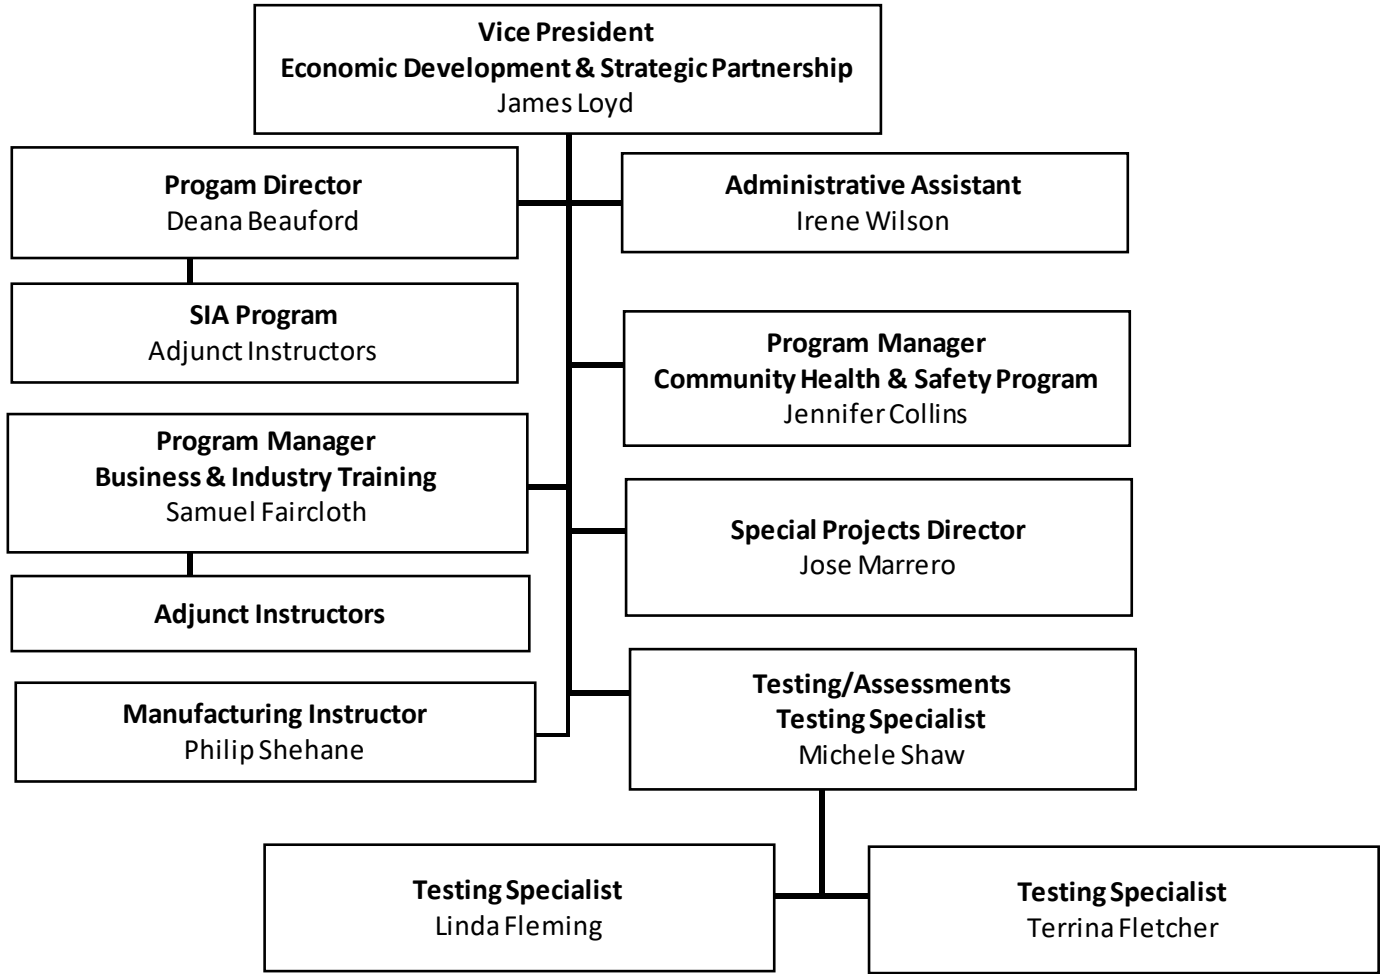 Vice President
Economic Development & Strategic Partnership
James Loyd
Progam Director
Deana Beauford
Administrative Assistant
Irene Wilson
SIA Program
Adjunct Instructors
Program Manager
Community Health & Safety Program
Jennifer Collins
Program Manager
Business & Industry Training
Samuel Faircloth
Special Projects Director
Jose Marrero
Adjunct Instructors
Testing/Assessments
Testing Specialist
Michele Shaw
Manufacturing Instructor
Philip Shehane
Testing Specialist
Linda Fleming
Testing Specialist
Terrina Fletcher